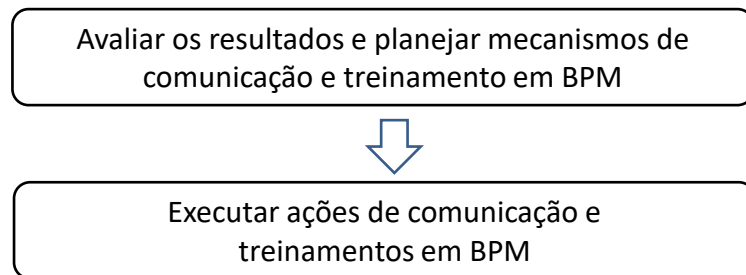 Avaliar os resultados e planejar mecanismos de
comunicação e treinamento em BPM
Executar ações de comunicação e
treinamentos em BPM